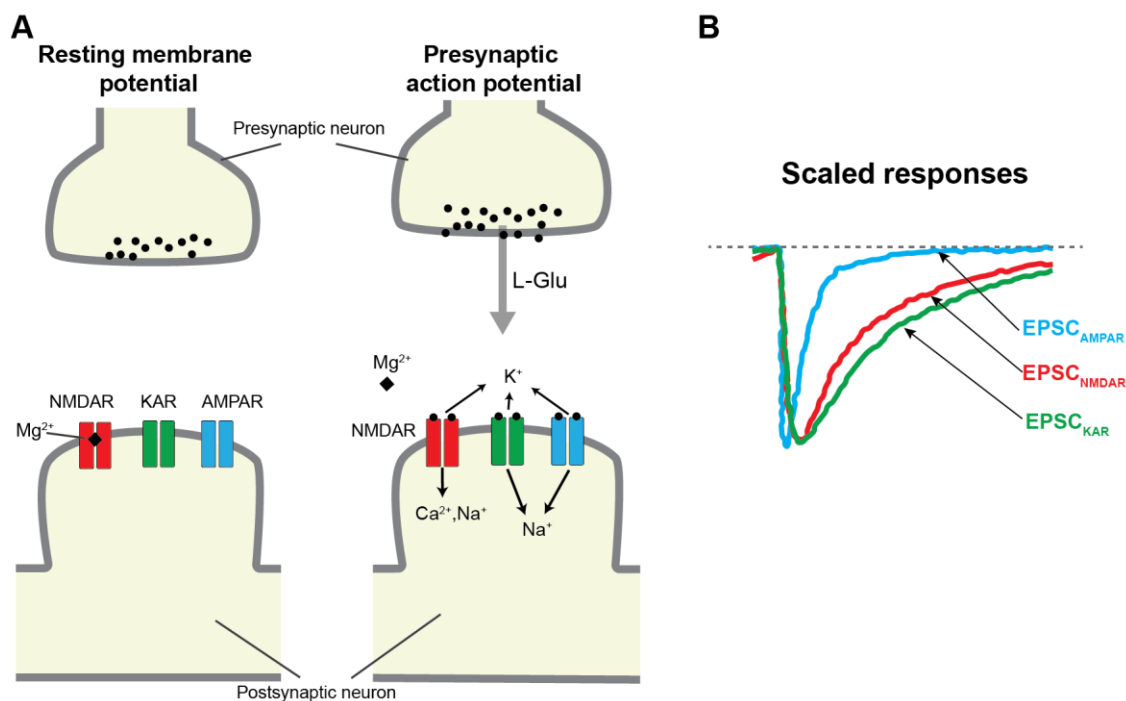 A
Resting membrane
potential
Presynaptic
action potential
Presynaptic neuron
L-Glu
Mg²⁺
NMDAR
KAR
AMPAR
Mg²⁺
K⁺
NMDAR
Ca²⁺,Na⁺
Na⁺
Postsynaptic neuron
B
Scaled responses
EPSC_AMPAR
EPSC_NMDAR
EPSC_KAR